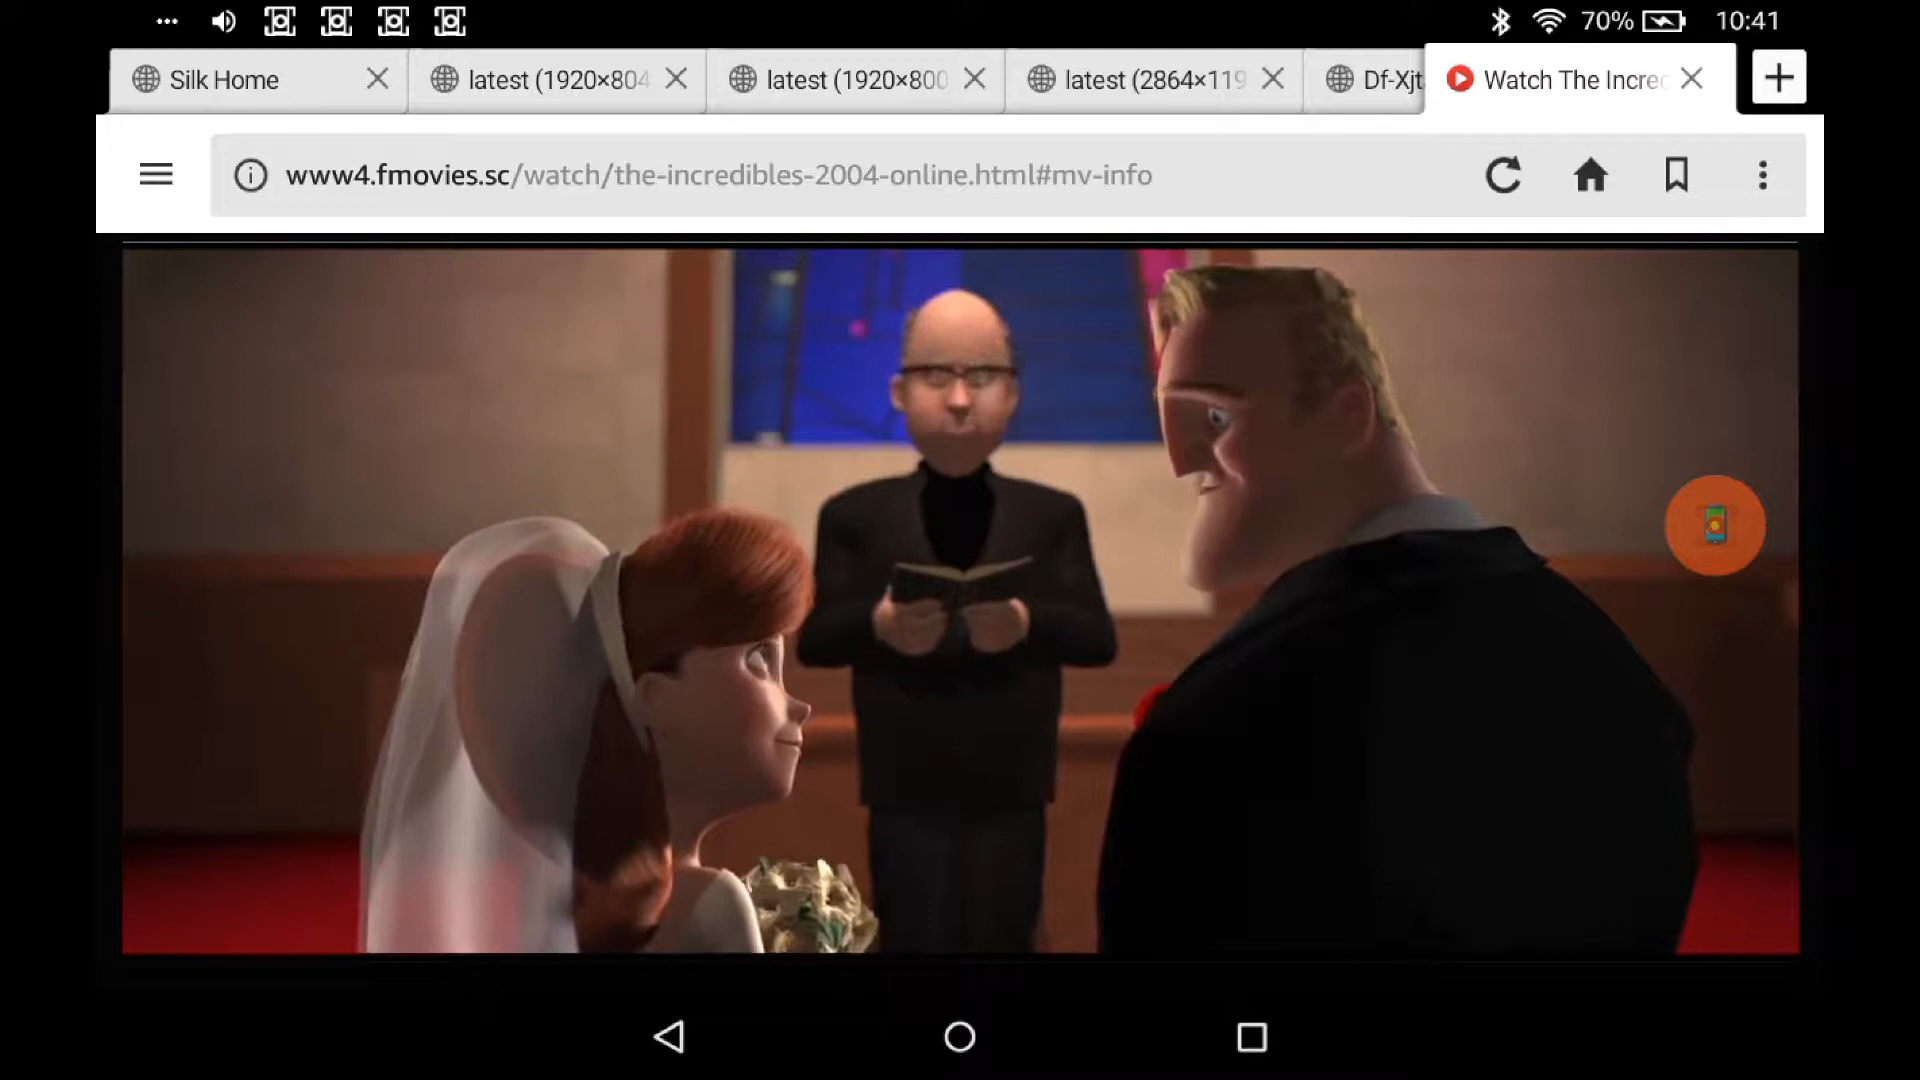 70% 10:41
Silk Home latest (1920×804 latest (1920×800 latest (2864×119 Df-Xjt Watch The Incre
www4.fmovies.sc/watch/the-incredibles-2004-online.html#mv-info